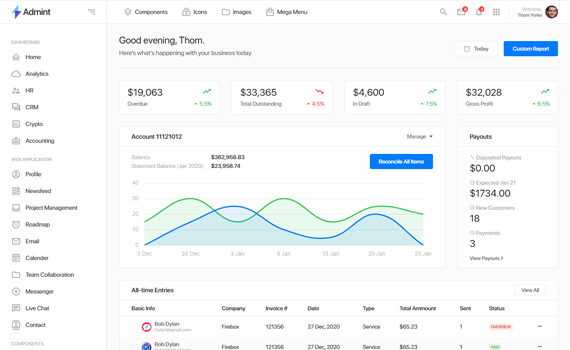 Admint
Components
Icons
Images
Mega Menu
Welcome,
Thom Yorke
DASHBOARD
Home
Analytics
HR
CRM
Crypto
Accounting
WEB APPLICATION
Profile
Newsfeed
Project Management
Roadmap
Email
Calender
Team Collaboration
Messenger
Live Chat
Contact
COMPONENTS
Good evening, Thom.
Here's what's happening with your business today.
Today
Custom Report
$19,063
Overdue
5.5%
$33,365
Total Outstanding
4.5%
$4,600
In Draft
7.5%
$32,028
Gross Profit
6.5%
Account 11121012
Manage
Balance $362,958.83
Statement Balance (Jan 2020) $23,958.74
Reconcile All Items
40
30
20
10
0
3 Dec
28 Dec
3 Jan
8 Jan
13 Jan
20 Jan
25 Jan
Payouts
Deposited Payouts
$0.00
Expected Jan 21
$1734.00
New Customers
18
Payments
3
View Payouts >
All-time Entries
View All
Basic Info Company Invoice # Date Type Total Ammount Sent Status
Bob Dylan
Dylan@gmail.com
Firebox 121356 27 Dec, 2020 Service $65.23 1 OVERVIEW
Bob Dylan
Firebox 121356 27 Dec, 2020 Service $65.23 1 PAID